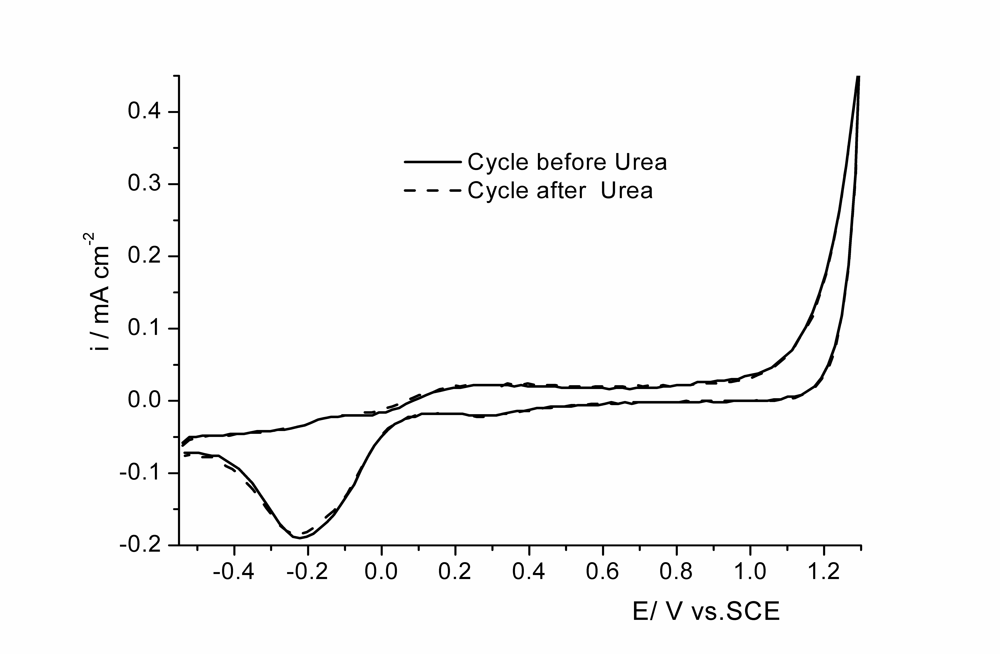 0.4
Cycle before Urea
0.3
Cycle after  Urea
i / mA cm⁻²
0.2
0.1
0.0
-0.1
-0.2
-0.4 -0.2 0.0 0.2 0.4 0.6 0.8 1.0 1.2
E/ V vs.SCE